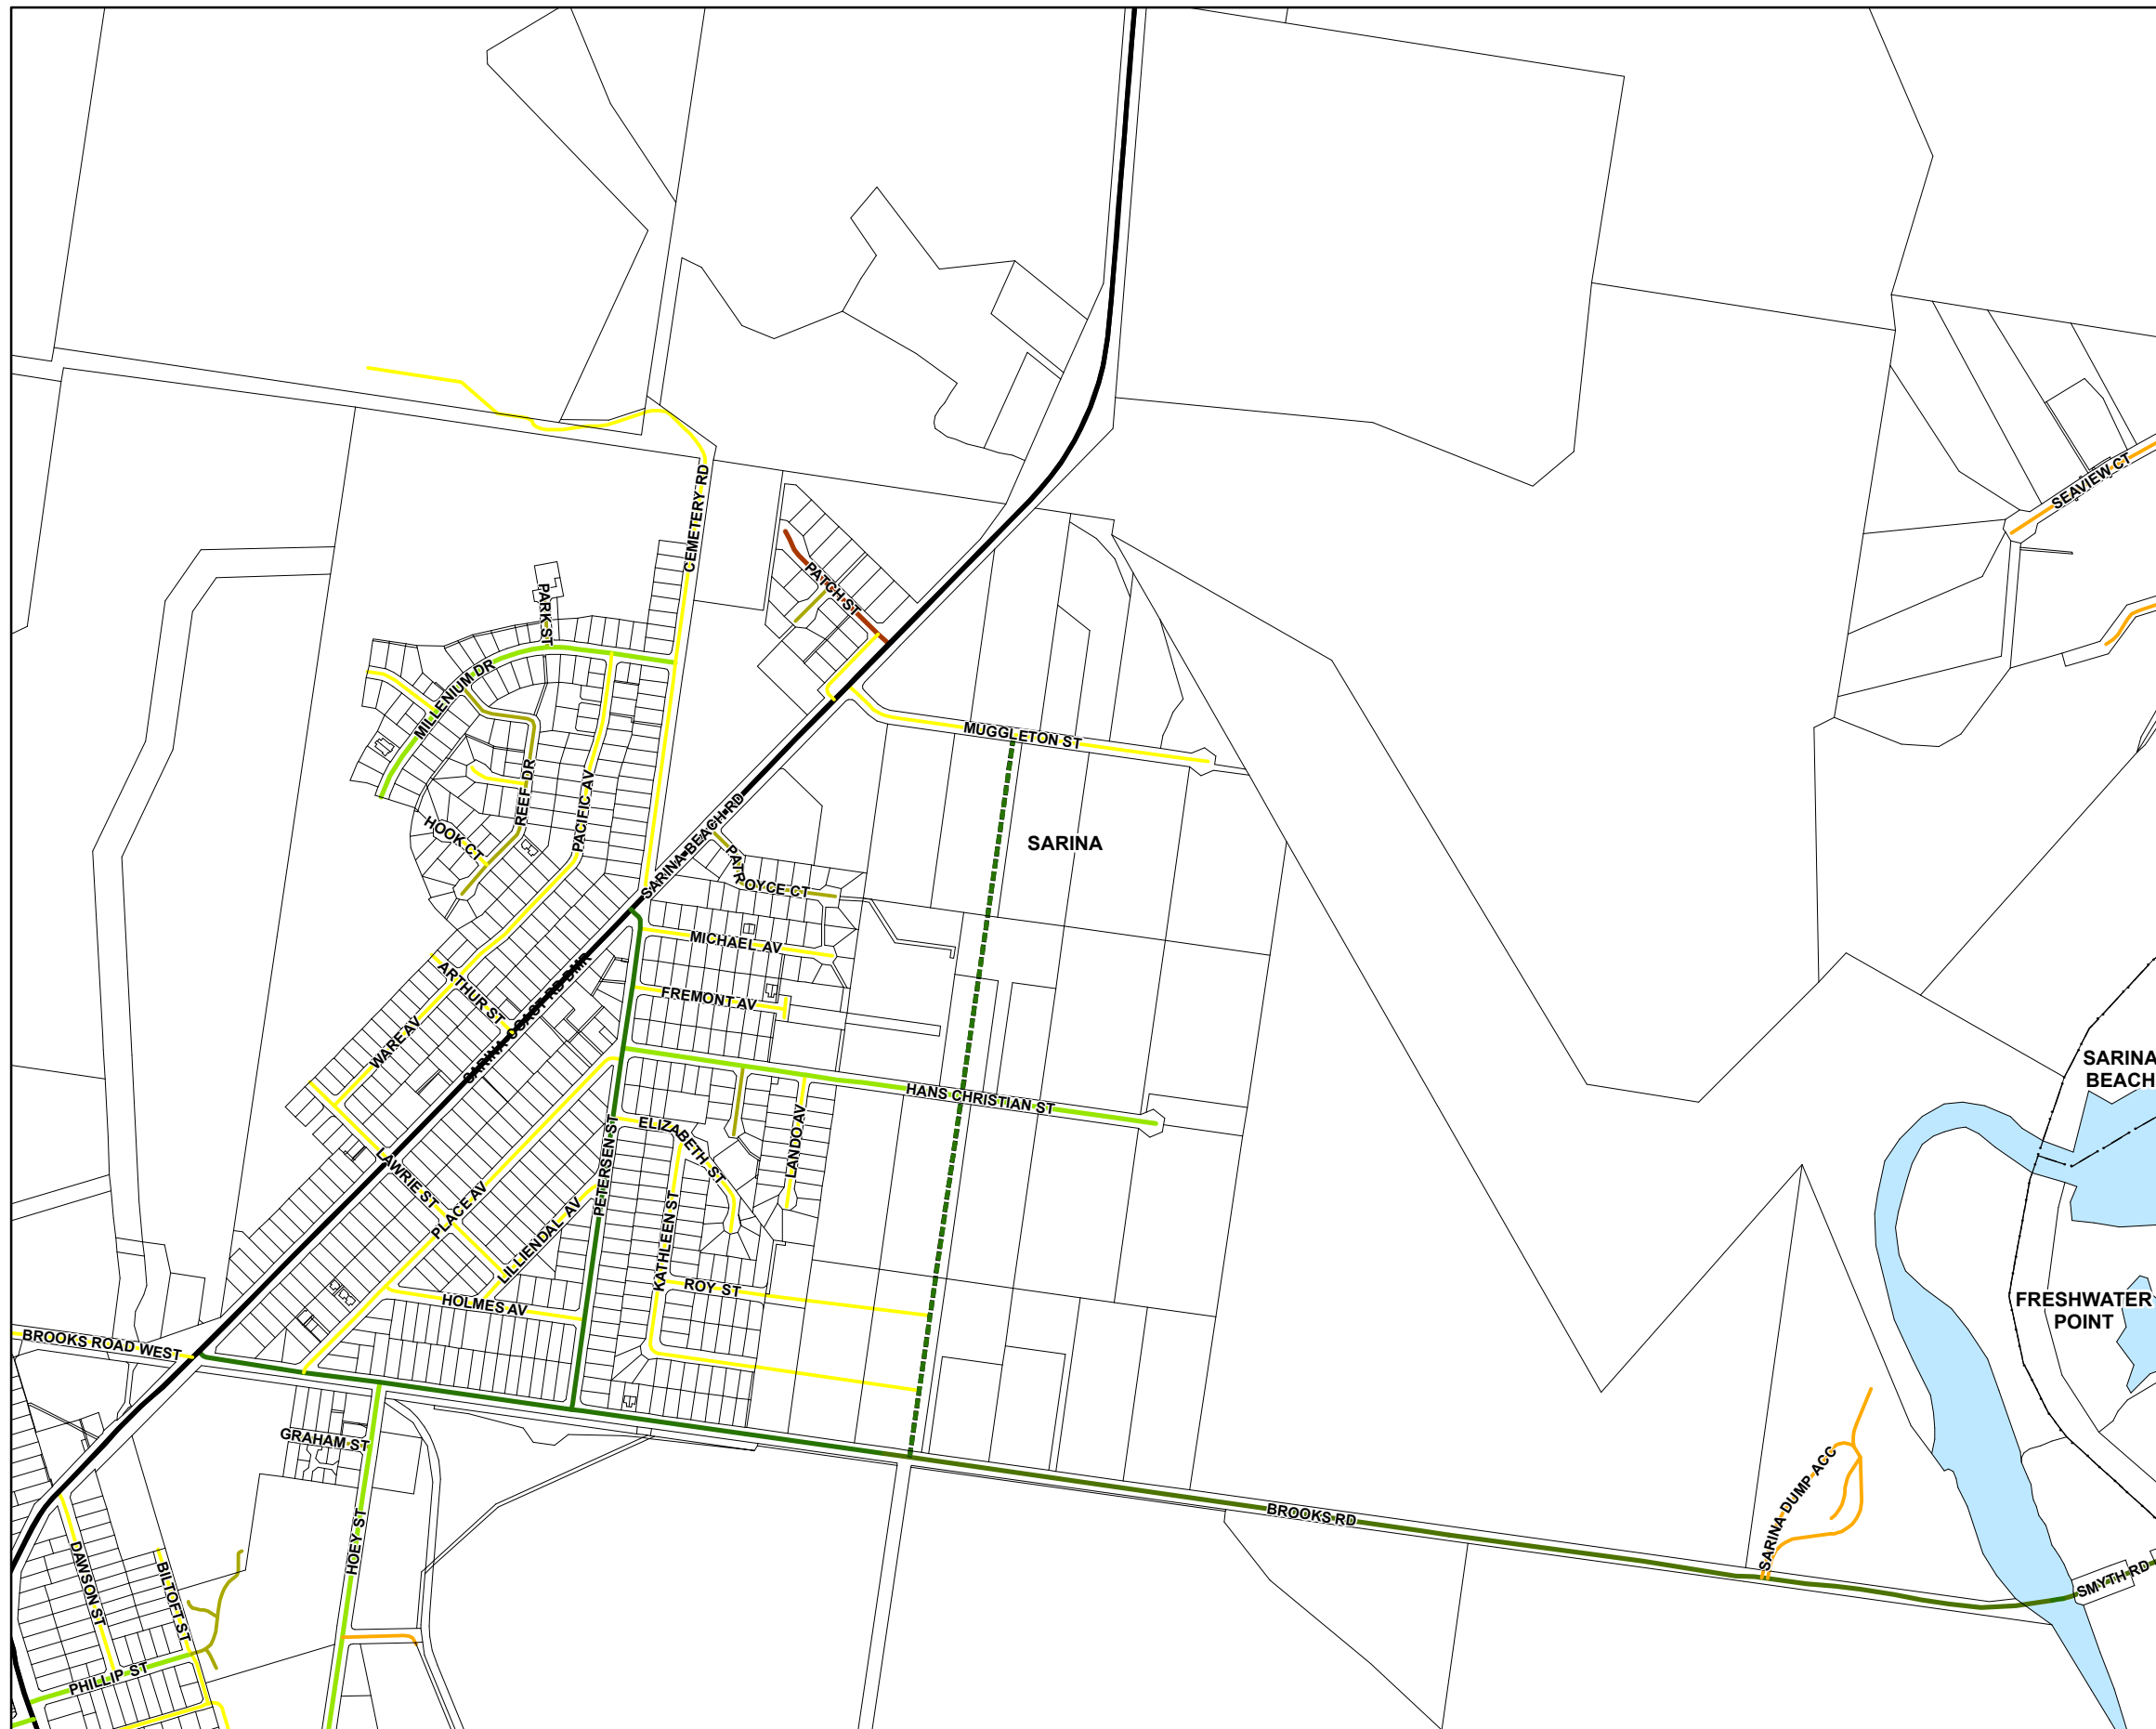 CEMETERY RD
SEAVIEW CT
PATCH ST
PARK ST
MILLENIUM DR
MUGGLETON ST
REEF DR
PACIFIC AV
HOOK CT
SARINA-BEACH-RD
SARINA
PAT ROYCE CT
MICHAEL AV
ARTHUR ST
FREMONT AV
WARE AV
SARINA-COAST-RD DMR
SARINA
BEACH
HANS CHRISTIAN ST
ELIZABETH ST
LANDO AV
PETERSEN ST
LAWRIE ST
PLACE AV
LILLIENDAL AV
KATHLEEN ST
ROY ST
HOLMES AV
FRESHWATER
POINT
BROOKS ROAD WEST
GRAHAM ST
HOEY ST
BROOKS RD
SARINA DUMP ACC
SMYTH RD
DAWSON ST
BILTOFT ST
PHILLIP ST